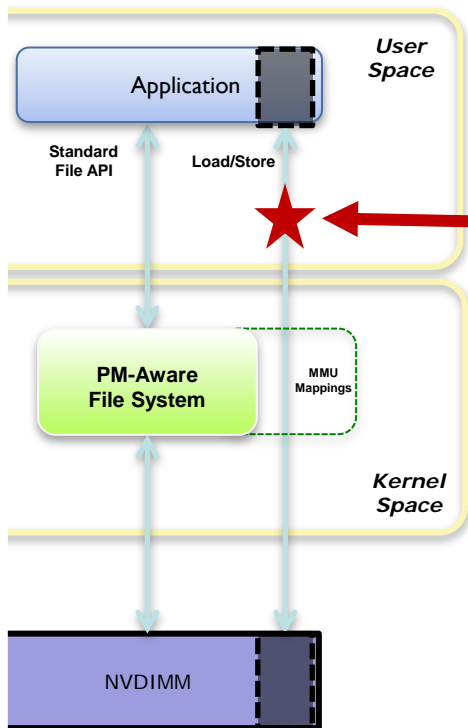 User
Space
Application
Standard
File API
Load/Store
PM-Aware
File System
MMU
Mappings
Kernel
Space
NVDIMM